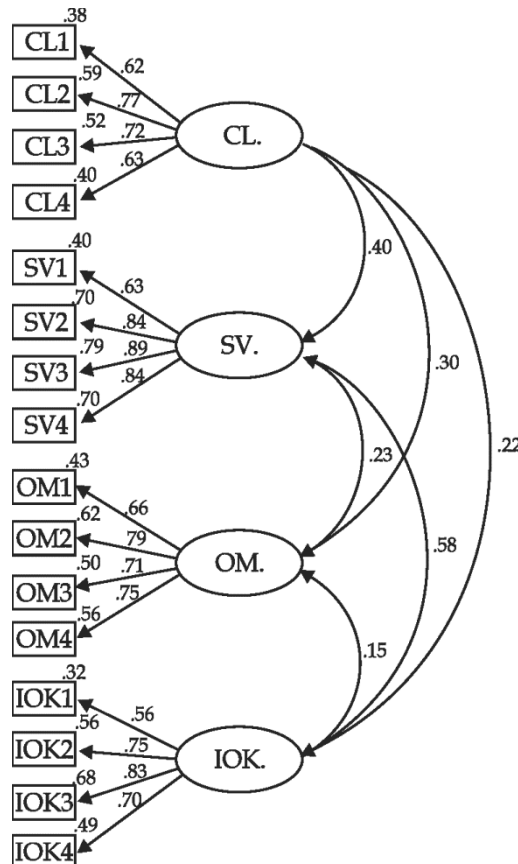 .38
CL1
.62
.59
CL2
.77
CL.
.52
CL3
.72
.40
CL4
.63
.40
.40
SV1
.63
.70
SV2
.84
SV.
.79
SV3
.89
.30
.70
SV4
.84
.22
.23
.43
OM1
.66
.58
.62
OM2
.79
OM.
.50
OM3
.71
.56
OM4
.75
.15
.32
IOK1
.56
.56
IOK2
.75
IOK.
.68
IOK3
.83
.49
IOK4
.70